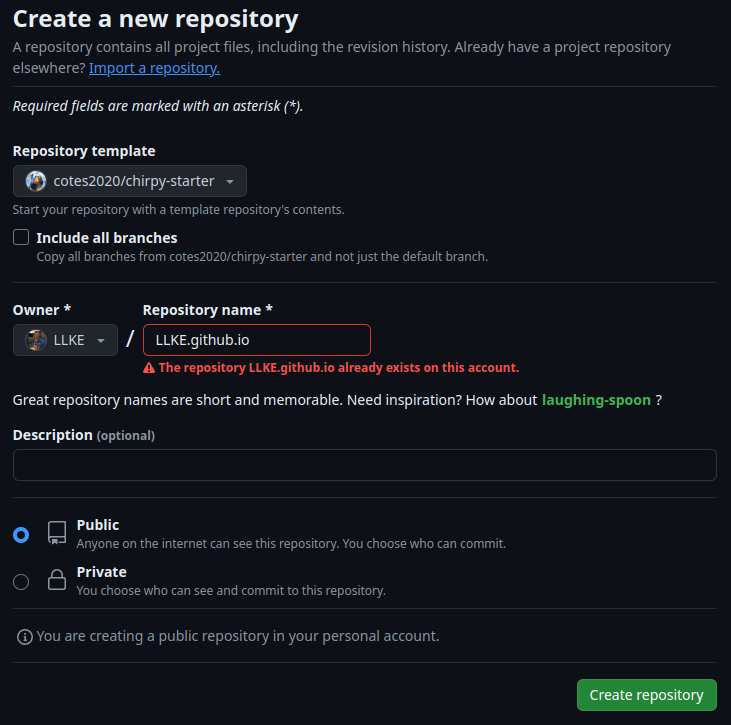 Create a new repository
A repository contains all project files, including the revision history. Already have a project repository
elsewhere? Import a repository.
Required fields are marked with an asterisk (*).
Repository template
cotes2020/chirpy-starter
Start your repository with a template repository's contents.
Include all branches
Copy all branches from cotes2020/chirpy-starter and not just the default branch.
Owner * Repository name *
LLKE / LLKE.github.io
The repository LLKE.github.io already exists on this account.
Great repository names are short and memorable. Need inspiration? How about laughing-spoon ?
Description (optional)
Public
Anyone on the internet can see this repository. You choose who can commit.
Private
You choose who can see and commit to this repository.
You are creating a public repository in your personal account.
Create repository